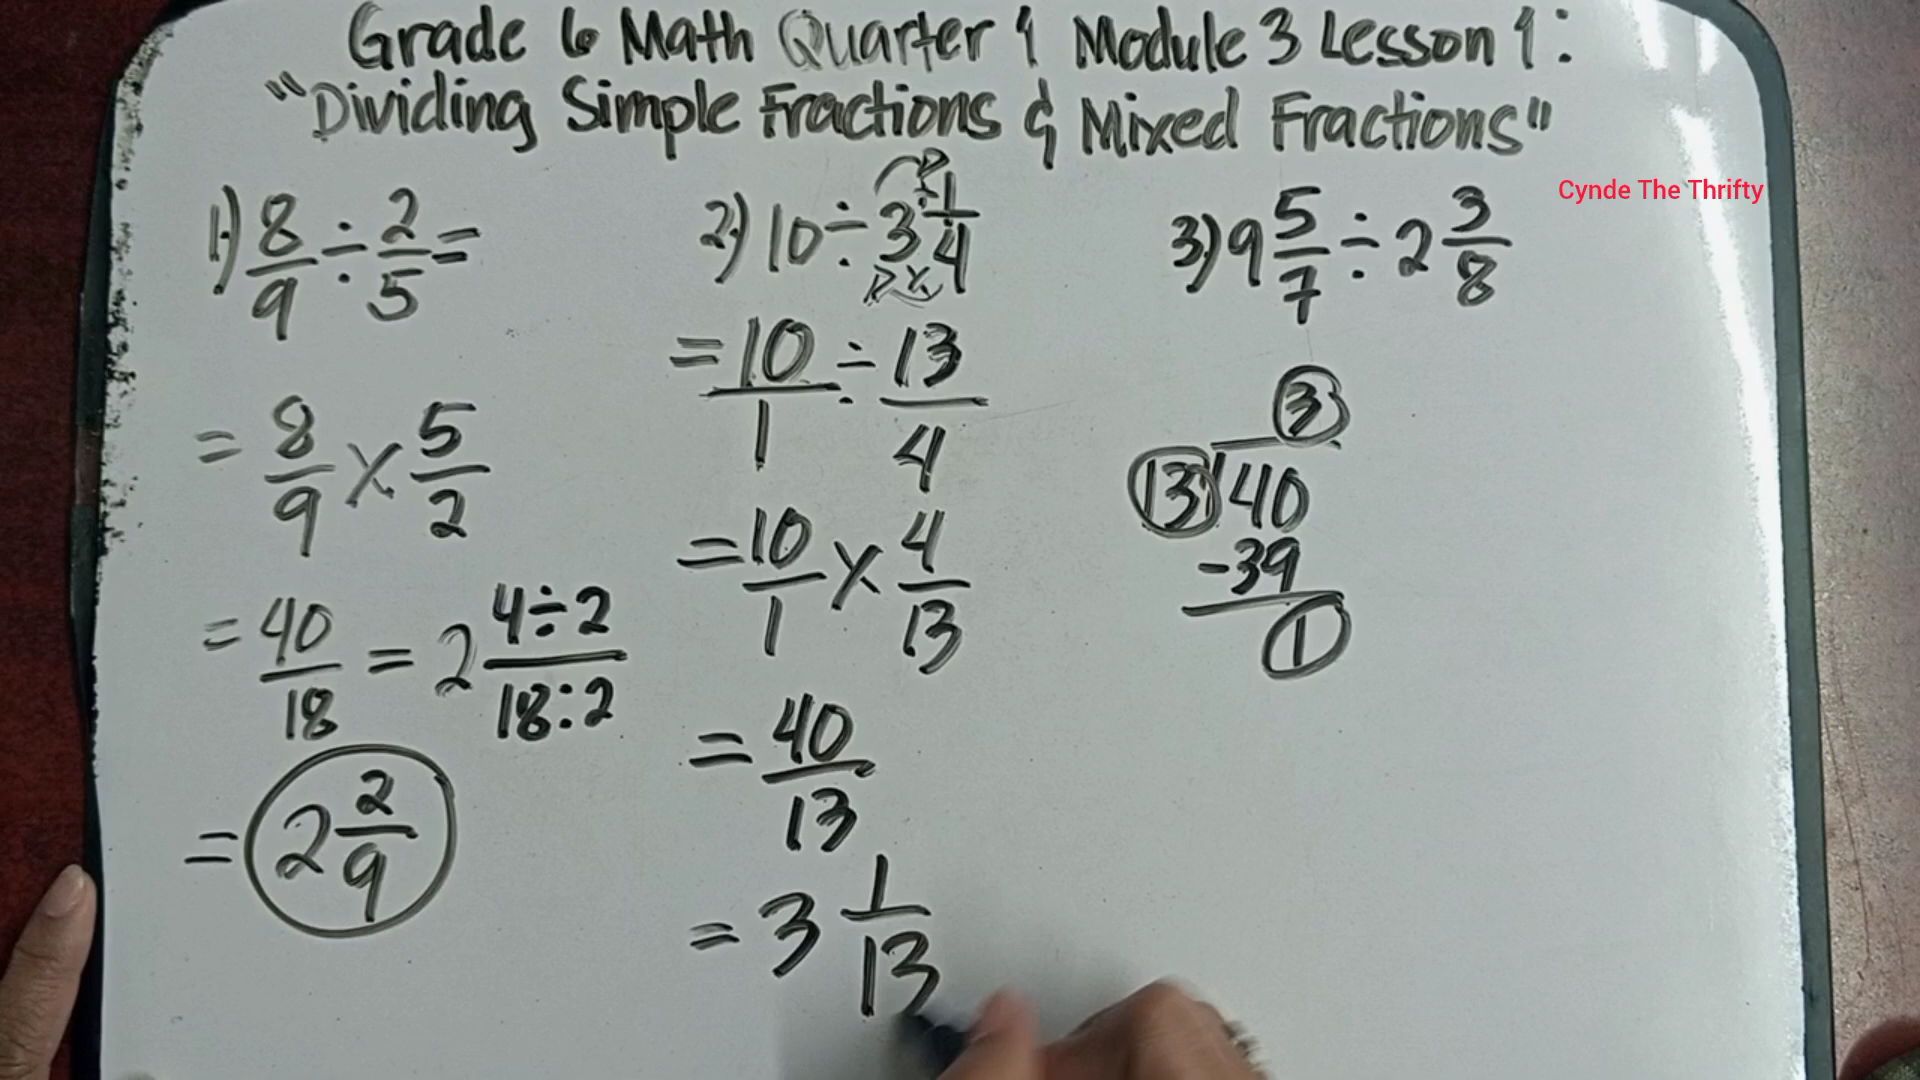 Grade 6 Math Quarter 1 Module 3 Lesson 1:
"Dividing Simple Fractions & Mixed Fractions"
Cynde The Thrifty
1.) 8/9 ÷ 2/5 =
= 8/9 × 5/2
= 40/18 = 2 4÷2/18÷2
= 2 2/9
2.) 10 ÷ 3 1/4
= 10/1 ÷ 13/4
= 10/1 × 4/13
= 40/13
= 3 1/13
3.) 9 5/7 ÷ 2 3/8
3
13 40
-39
1